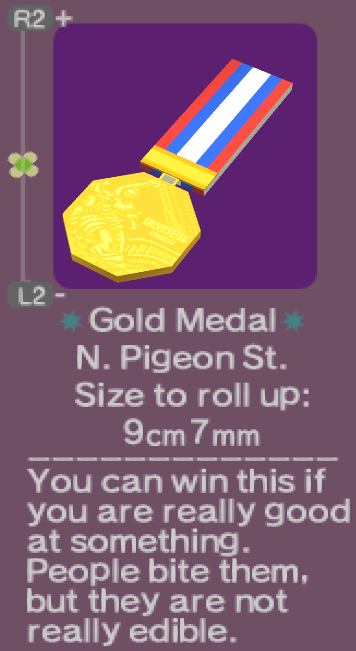 R2 +
L2 -
Gold Medal
N. Pigeon St.
Size to roll up:
9cm7mm
You can win this if
you are really good
at something.
People bite them,
but they are not
really edible.